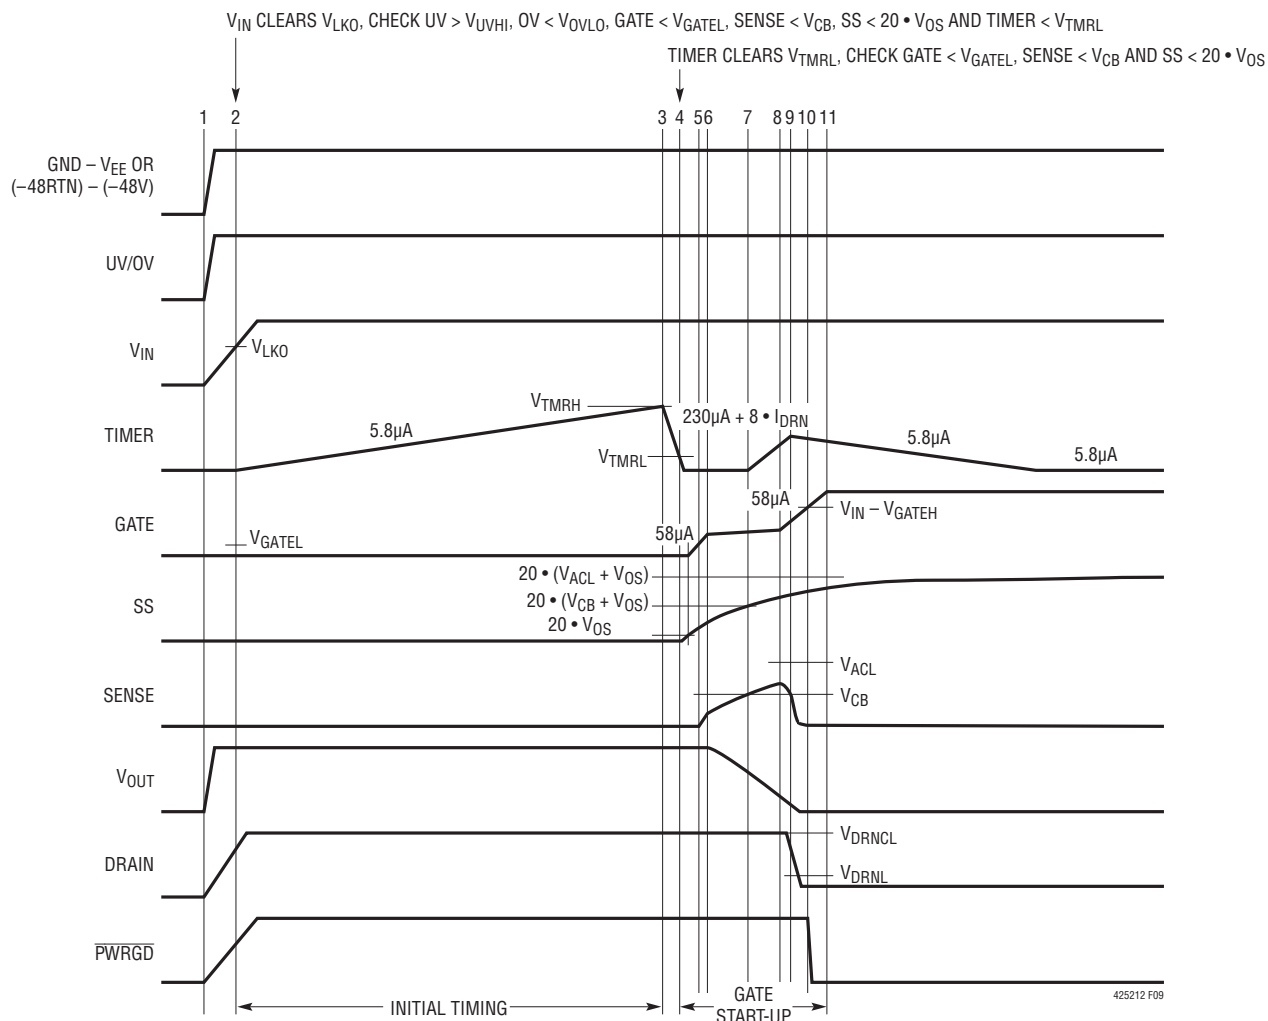 VIN CLEARS VLKO, CHECK UV > VUVHI, OV < VOVLO, GATE < VGATEL, SENSE < VCB, SS < 20 • VOS AND TIMER < VTMRL
TIMER CLEARS VTMRL, CHECK GATE < VGATEL, SENSE < VCB AND SS < 20 • VOS
1 2 3 4 5 6 7 8 9 10 11
GND – VEE OR
(–48RTN) – (–48V)
UV/OV
VIN
VLKO
VTMRH
230µA + 8 • IDRN
TIMER
5.8µA
5.8µA
VTMRL
5.8µA
58µA
VIN – VGATEH
GATE
VGATEL
58µA
20 • (VACL + VOS)
20 • (VCB + VOS)
SS
20 • VOS
VACL
SENSE
VCB
VOUT
VDRNCL
DRAIN
VDRNL
PWRGD
INITIAL TIMING
GATE
START-UP
425212 F09